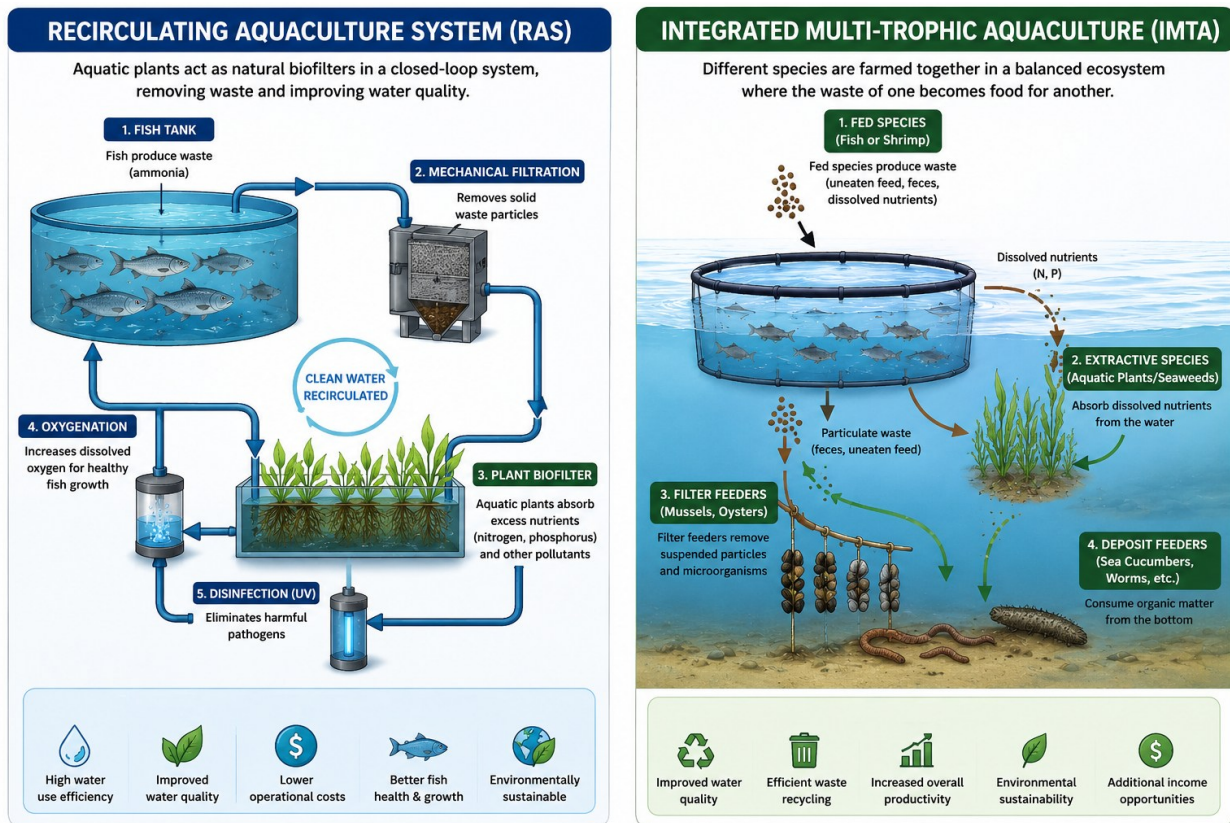 RECIRCULATING AQUACULTURE SYSTEM (RAS)
Aquatic plants act as natural biofilters in a closed-loop system,
removing waste and improving water quality.
1. FISH TANK
Fish produce waste
(ammonia)
2. MECHANICAL FILTRATION
Removes solid
waste particles
CLEAN WATER
RECIRCULATED
4. OXYGENATION
Increases dissolved
oxygen for healthy
fish growth
3. PLANT BIOFILTER
Aquatic plants absorb
excess nutrients
(nitrogen, phosphorus)
and other pollutants
5. DISINFECTION (UV)
Eliminates harmful
pathogens
High water
use efficiency
Improved
water quality
$
Lower
operational costs
Better fish
health & growth
Environmentally
sustainable
INTEGRATED MULTI-TROPHIC AQUACULTURE (IMTA)
Different species are farmed together in a balanced ecosystem
where the waste of one becomes food for another.
1. FED SPECIES
(Fish or Shrimp)
Fed species produce waste
(uneaten feed, feces,
dissolved nutrients)
Dissolved nutrients
(N, P)
2. EXTRACTIVE SPECIES
(Aquatic Plants/Seaweeds)
Absorb dissolved nutrients
from the water
Particulate waste
(feces, uneaten feed)
3. FILTER FEEDERS
(Mussels, Oysters)
Filter feeders remove
suspended particles
and microorganisms
4. DEPOSIT FEEDERS
(Sea Cucumbers,
Worms, etc.)
Consume organic matter
from the bottom
Improved water
quality
Efficient waste
recycling
Increased overall
productivity
Environmental
sustainability
$
Additional income
opportunities